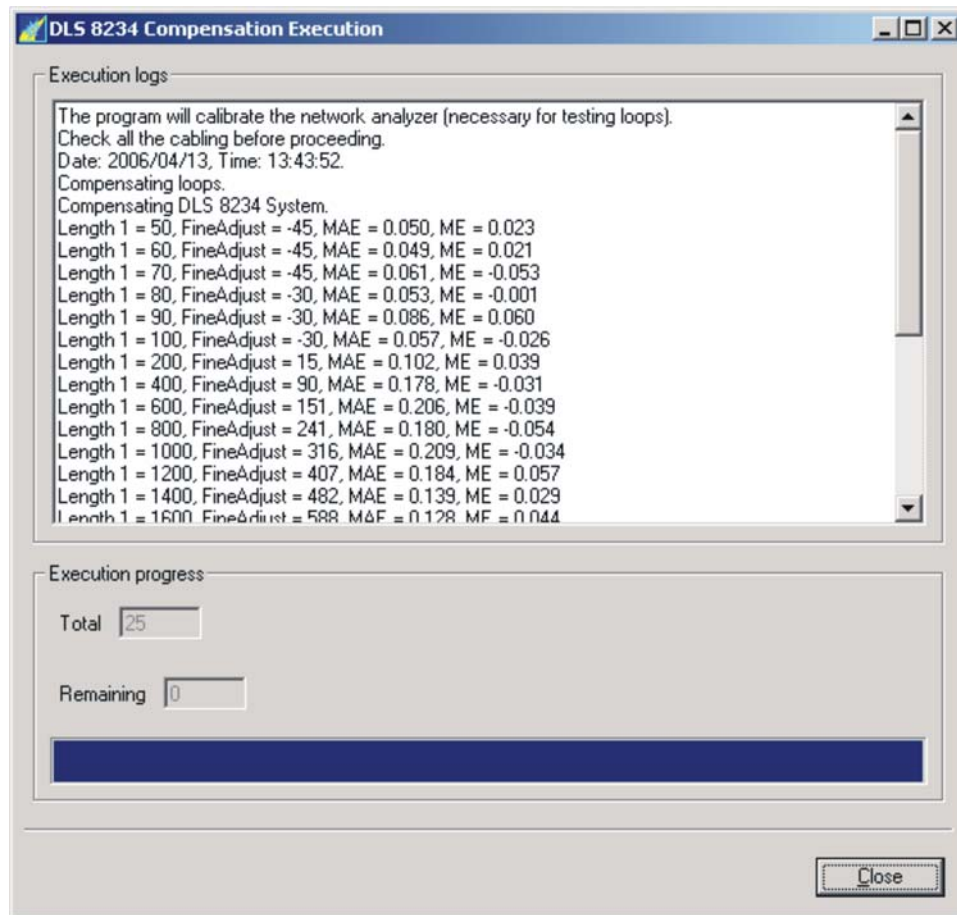 DLS 8234 Compensation Execution
Execution logs
The program will calibrate the network analyzer (necessary for testing loops).
Check all the cabling before proceeding.
Date: 2006/04/13, Time: 13:43:52.
Compensating loops.
Compensating DLS 8234 System.
Length 1 = 50, FineAdjust = -45, MAE = 0.050, ME = 0.023
Length 1 = 60, FineAdjust = -45, MAE = 0.049, ME = 0.021
Length 1 = 70, FineAdjust = -45, MAE = 0.061, ME = -0.053
Length 1 = 80, FineAdjust = -30, MAE = 0.053, ME = -0.001
Length 1 = 90, FineAdjust = -30, MAE = 0.086, ME = 0.060
Length 1 = 100, FineAdjust = -30, MAE = 0.057, ME = -0.026
Length 1 = 200, FineAdjust = 15, MAE = 0.102, ME = 0.039
Length 1 = 400, FineAdjust = 90, MAE = 0.178, ME = -0.031
Length 1 = 600, FineAdjust = 151, MAE = 0.206, ME = -0.039
Length 1 = 800, FineAdjust = 241, MAE = 0.180, ME = -0.054
Length 1 = 1000, FineAdjust = 316, MAE = 0.209, ME = -0.034
Length 1 = 1200, FineAdjust = 407, MAE = 0.184, ME = 0.057
Length 1 = 1400, FineAdjust = 482, MAE = 0.139, ME = 0.029
Length 1 = 1600, FineAdjust = 588, MAE = 0.128, ME = 0.044
Execution progress
Total 25
Remaining 0
Close